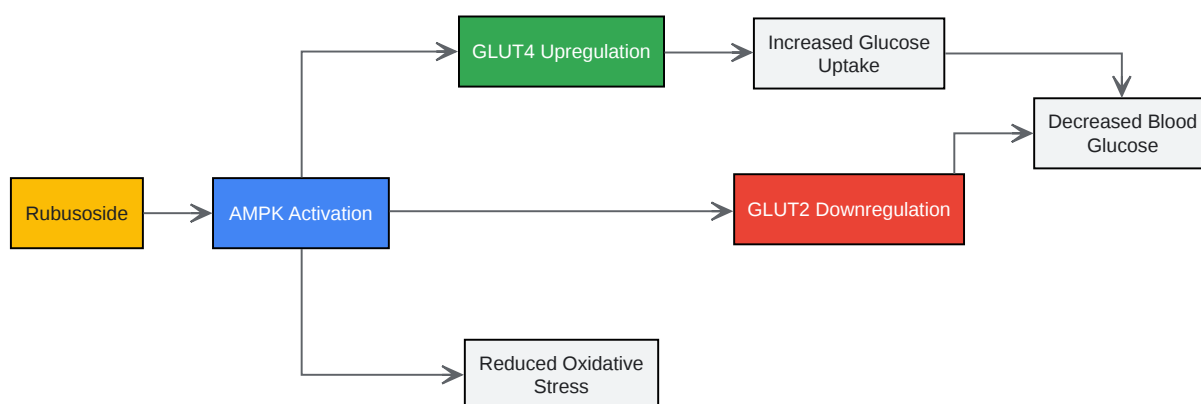 GLUT4 Upregulation
Increased Glucose
Uptake
Decreased Blood
Glucose
Rubusoside
AMPK Activation
GLUT2 Downregulation
Reduced Oxidative
Stress